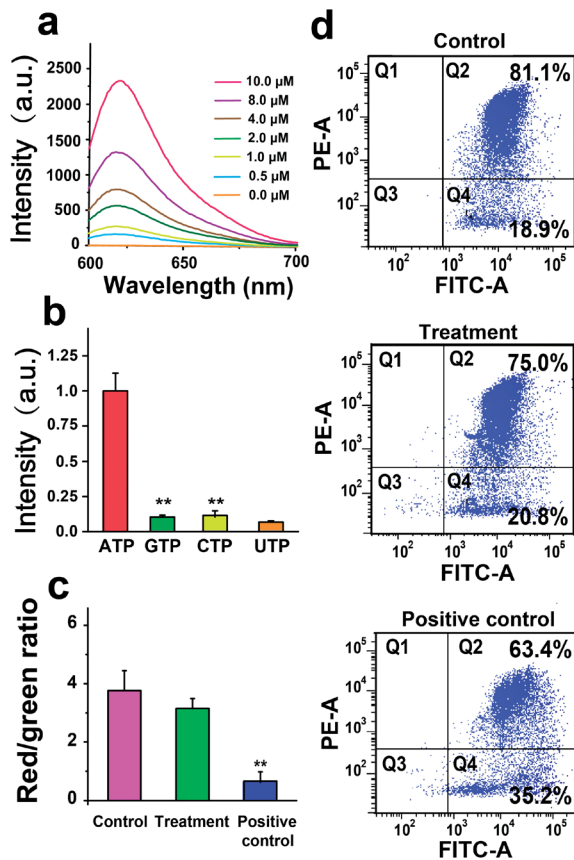 a
Intensity (a.u.)
2500
2000
1500
1000
500
0
600
650
700
Wavelength (nm)
10.0 μM
8.0 μM
4.0 μM
2.0 μM
1.0 μM
0.5 μM
0.0 μM
b
Intensity (a.u.)
1.25
1.0
0.75
0.5
0.25
0.0
** **
ATP GTP CTP UTP
c
Red/green ratio
6
4
2
0
**
Control Treatment Positive
control
d
Control
Q1 Q2 81.1%
Q3 Q4
18.9%
PE-A
10⁵
10⁴
10³
10²
10² 10³ 10⁴ 10⁵
FITC-A
Treatment
Q1 Q2 75.0%
Q3 Q4
20.8%
PE-A
10⁵
10⁴
10³
10²
10² 10³ 10⁴ 10⁵
FITC-A
Positive control
Q1 Q2 63.4%
Q3 Q4
35.2%
PE-A
10⁵
10⁴
10³
10²
10² 10³ 10⁴ 10⁵
FITC-A